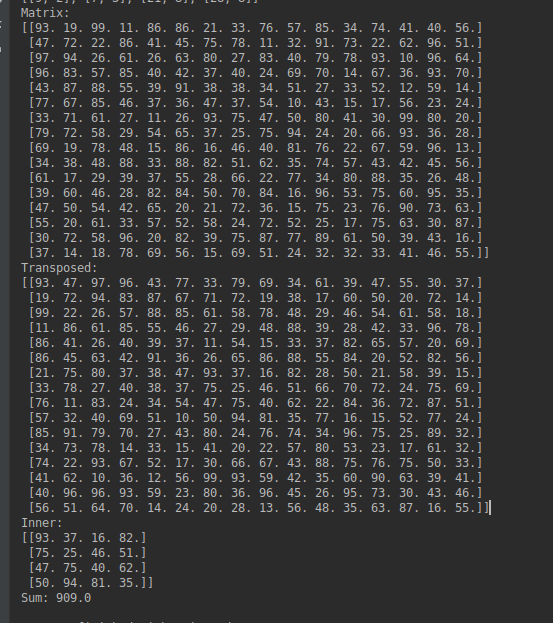 Matrix:
[[93. 19. 99. 11. 86. 86. 21. 33. 76. 57. 85. 34. 74. 41. 40. 56.]
[47. 72. 22. 86. 41. 45. 75. 78. 11. 32. 91. 73. 22. 62. 96. 51.]
[97. 94. 26. 61. 26. 63. 80. 27. 83. 40. 79. 78. 93. 10. 96. 64.]
[96. 83. 57. 85. 40. 42. 37. 40. 24. 69. 70. 14. 67. 36. 93. 70.]
[43. 87. 88. 55. 39. 91. 38. 38. 34. 51. 27. 33. 52. 12. 59. 14.]
[77. 67. 85. 46. 37. 36. 47. 37. 54. 10. 43. 15. 17. 56. 23. 24.]
[33. 71. 61. 27. 11. 26. 93. 75. 47. 50. 80. 41. 30. 99. 80. 20.]
[79. 72. 58. 29. 54. 65. 37. 25. 75. 94. 24. 20. 66. 93. 36. 28.]
[69. 19. 78. 48. 15. 86. 16. 46. 40. 81. 76. 22. 67. 59. 96. 13.]
[34. 38. 48. 88. 33. 88. 82. 51. 62. 35. 74. 57. 43. 42. 45. 56.]
[61. 17. 29. 39. 37. 55. 28. 66. 22. 77. 34. 80. 88. 35. 26. 48.]
[39. 60. 46. 28. 82. 84. 50. 70. 84. 16. 96. 53. 75. 60. 95. 35.]
[47. 50. 54. 42. 65. 20. 21. 72. 36. 15. 75. 23. 76. 90. 73. 63.]
[55. 20. 61. 33. 57. 52. 58. 24. 72. 52. 25. 17. 75. 63. 30. 87.]
[30. 72. 58. 96. 20. 82. 39. 75. 87. 77. 89. 61. 50. 39. 43. 16.]
[37. 14. 18. 78. 69. 56. 15. 69. 51. 24. 32. 32. 33. 41. 46. 55.]]
Transposed:
[[93. 47. 97. 96. 43. 77. 33. 79. 69. 34. 61. 39. 47. 55. 30. 37.]
[19. 72. 94. 83. 87. 67. 71. 72. 19. 38. 17. 60. 50. 20. 72. 14.]
[99. 22. 26. 57. 88. 85. 61. 58. 78. 48. 29. 46. 54. 61. 58. 18.]
[11. 86. 61. 85. 55. 46. 27. 29. 48. 88. 39. 28. 42. 33. 96. 78.]
[86. 41. 26. 40. 39. 37. 11. 54. 15. 33. 37. 82. 65. 57. 20. 69.]
[86. 45. 63. 42. 91. 36. 26. 65. 86. 88. 55. 84. 20. 52. 82. 56.]
[21. 75. 80. 37. 38. 47. 93. 37. 16. 82. 28. 50. 21. 58. 39. 15.]
[33. 78. 27. 40. 38. 37. 75. 25. 46. 51. 66. 70. 72. 24. 75. 69.]
[76. 11. 83. 24. 34. 54. 47. 75. 40. 62. 22. 84. 36. 72. 87. 51.]
[57. 32. 40. 69. 51. 10. 50. 94. 81. 35. 77. 16. 15. 52. 77. 24.]
[85. 91. 79. 70. 27. 43. 80. 24. 76. 74. 34. 96. 75. 25. 89. 32.]
[34. 73. 78. 14. 33. 15. 41. 20. 22. 57. 80. 53. 23. 17. 61. 32.]
[74. 22. 93. 67. 52. 17. 30. 66. 67. 43. 88. 75. 76. 75. 50. 33.]
[41. 62. 10. 36. 12. 56. 99. 93. 59. 42. 35. 60. 90. 63. 39. 41.]
[40. 96. 96. 93. 59. 23. 80. 36. 96. 45. 26. 95. 73. 30. 43. 46.]
[56. 51. 64. 70. 14. 24. 20. 28. 13. 56. 48. 35. 63. 87. 16. 55.]]
Inner:
[[93. 37. 16. 82.]
[75. 25. 46. 51.]
[47. 75. 40. 62.]
[50. 94. 81. 35.]]
Sum: 909.0